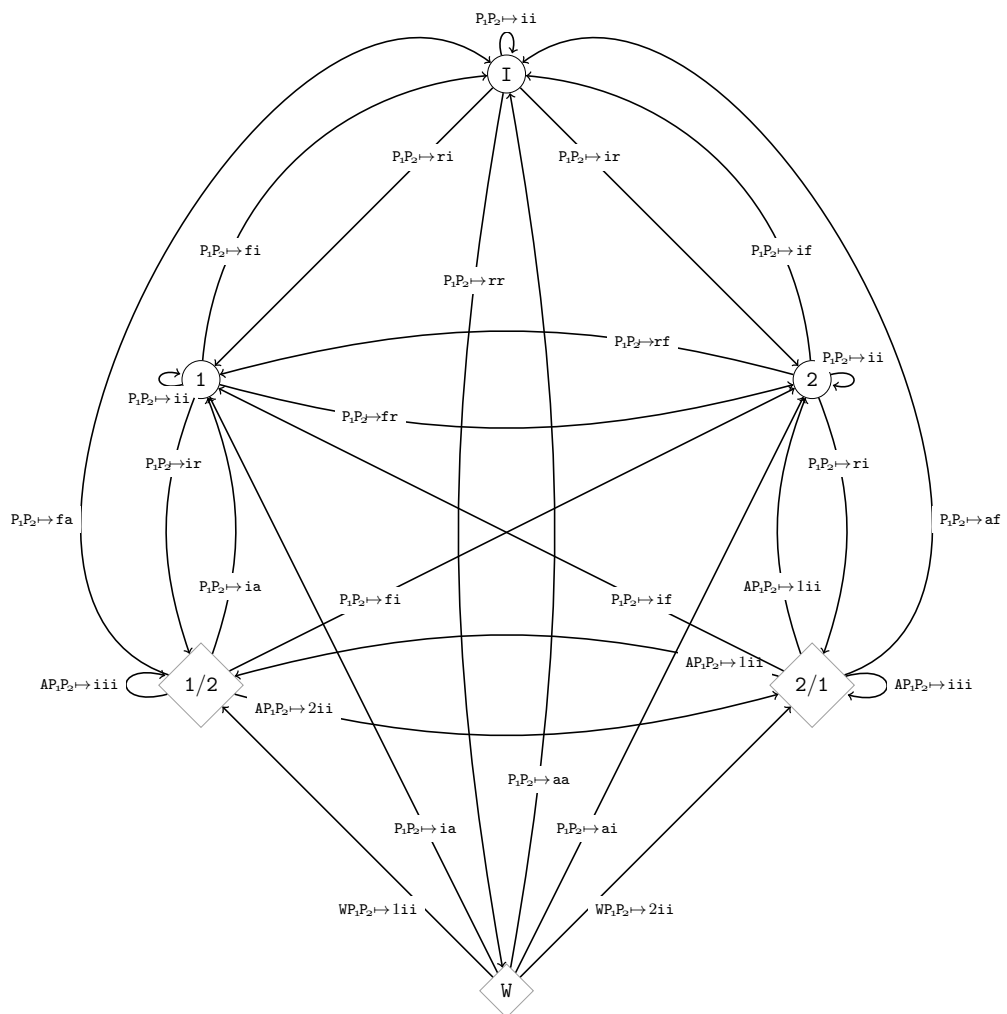 P₁P₂↦ii
I
P₁P₂↦ri
P₁P₂↦ir
P₁P₂↦fi
P₁P₂↦if
P₁P₂↦rr
P₁P₂↦rf
P₁P₂↦ii
1
2
P₁P₂↦ii
P₁P₂↦fr
P₁P₂↦ir
P₁P₂↦ri
P₁P₂↦fa
P₁P₂↦af
P₁P₂↦ia
AP₁P₂↦1ii
P₁P₂↦fi
P₁P₂↦if
AP₁P₂↦1ii
AP₁P₂↦iii
1/2
2/1
AP₁P₂↦iii
AP₁P₂↦2ii
P₁P₂↦aa
P₁P₂↦ia
P₁P₂↦ai
WP₁P₂↦1ii
WP₁P₂↦2ii
W